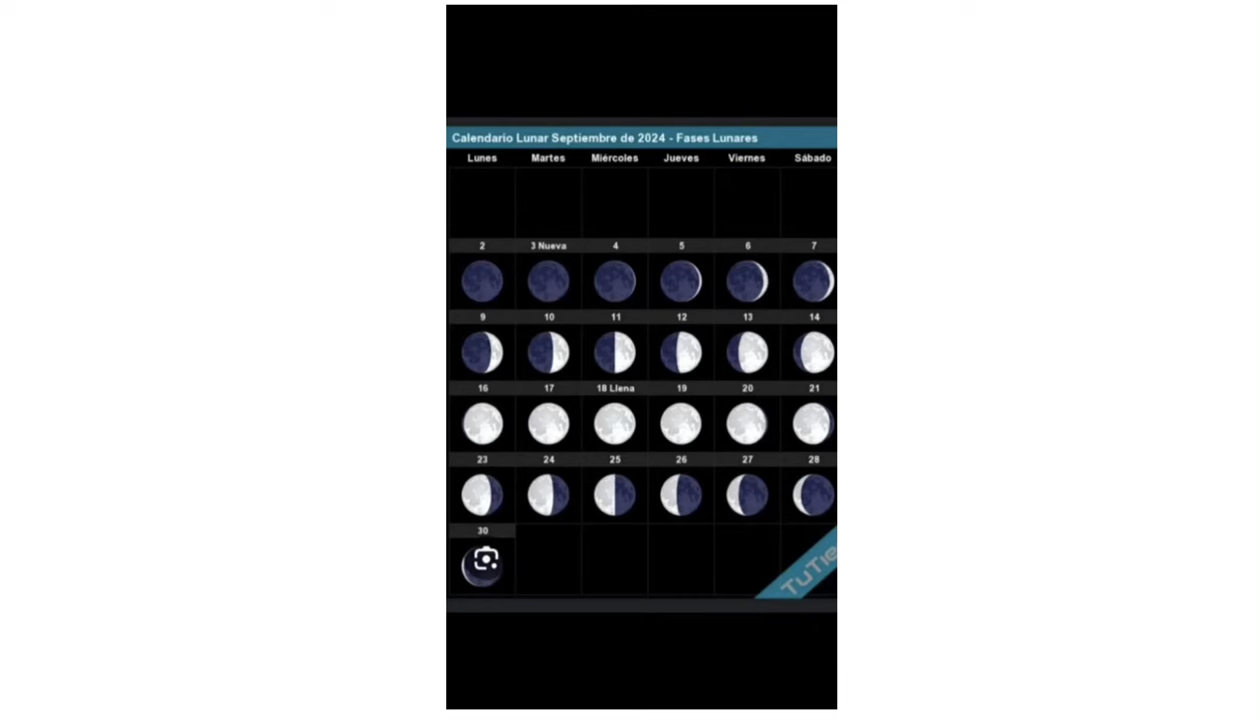 Calendario Lunar Septiembre de 2024 - Fases Lunares
Lunes Martes Miércoles Jueves Viernes Sábado
2 3 Nueva 4 5 6 7
9 10 11 12 13 14
16 17 18 Llena 19 20 21
23 24 25 26 27 28
30
TuTie